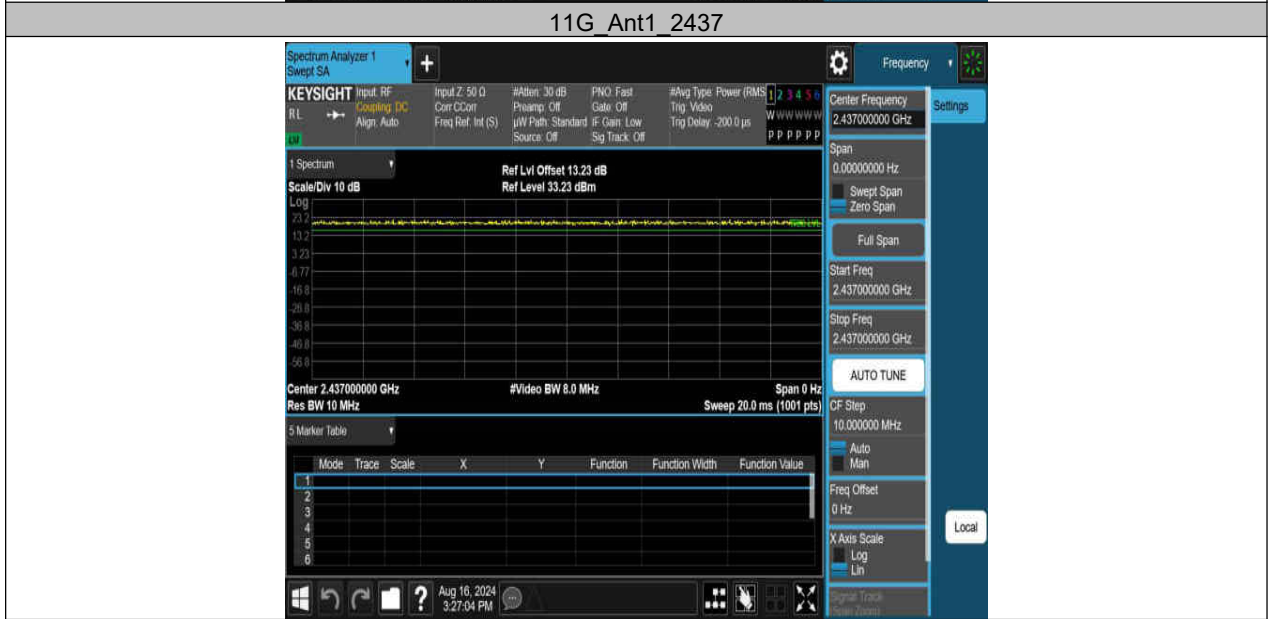 11G_Ant1_2437
Spectrum Analyzer 1
Swept SA
+
Frequency
KEYSIGHT
RL
Input: RF
Coupling: DC
Align: Auto
Input Z: 50 Ω
Corr CCorr
Freq Ref: Int (S)
#Atten: 30 dB
Preamp: Off
µW Path: Standard
Source: Off
PNO: Fast
Gate: Off
IF Gain: Low
Sig Track: Off
#Avg Type: Power (RMS
Trig: Video
Trig Delay: -200.0 µs
1 2 3 4 5 6
W W W W W W
P P P P P P
Center Frequency
2.437000000 GHz
Settings
Span
0.00000000 Hz
Swept Span
Zero Span
Full Span
Start Freq
2.437000000 GHz
Stop Freq
2.437000000 GHz
AUTO TUNE
CF Step
10.000000 MHz
Auto
Man
Freq Offset
0 Hz
X Axis Scale
Log
Lin
Signal Track
(Span Zoom)
Local
1 Spectrum
Scale/Div 10 dB
Ref Lvl Offset 13.23 dB
Ref Level 33.23 dBm
Log
23.2
13.2
3.23
-6.77
-16.8
-26.8
-36.8
-46.8
-56.8
Center 2.437000000 GHz
#Video BW 8.0 MHz
Span 0 Hz
Res BW 10 MHz
Sweep 20.0 ms (1001 pts)
5 Marker Table
Mode Trace Scale X Y Function Function Width Function Value
1
2
3
4
5
6
?
Aug 16, 2024
3:27:04 PM